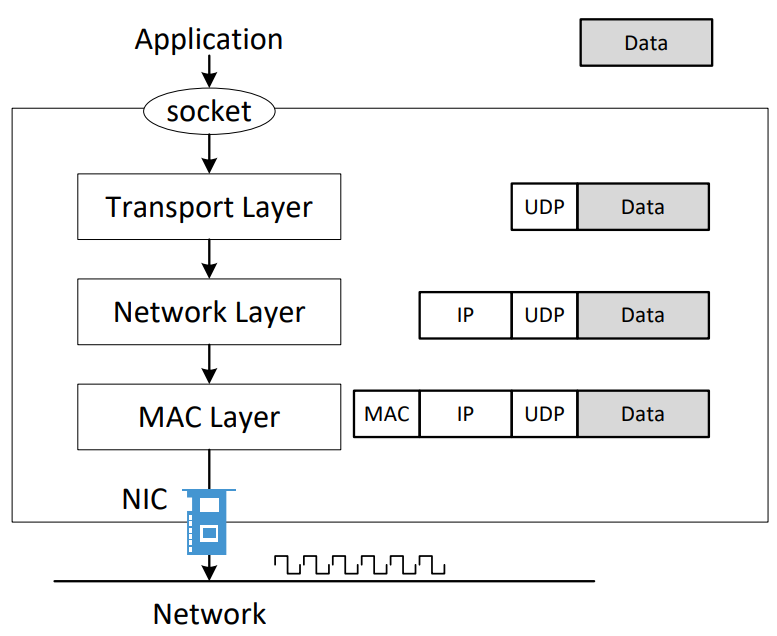 Application
Data
socket
Transport Layer
UDP Data
Network Layer
IP UDP Data
MAC Layer
MAC IP UDP Data
NIC
Network